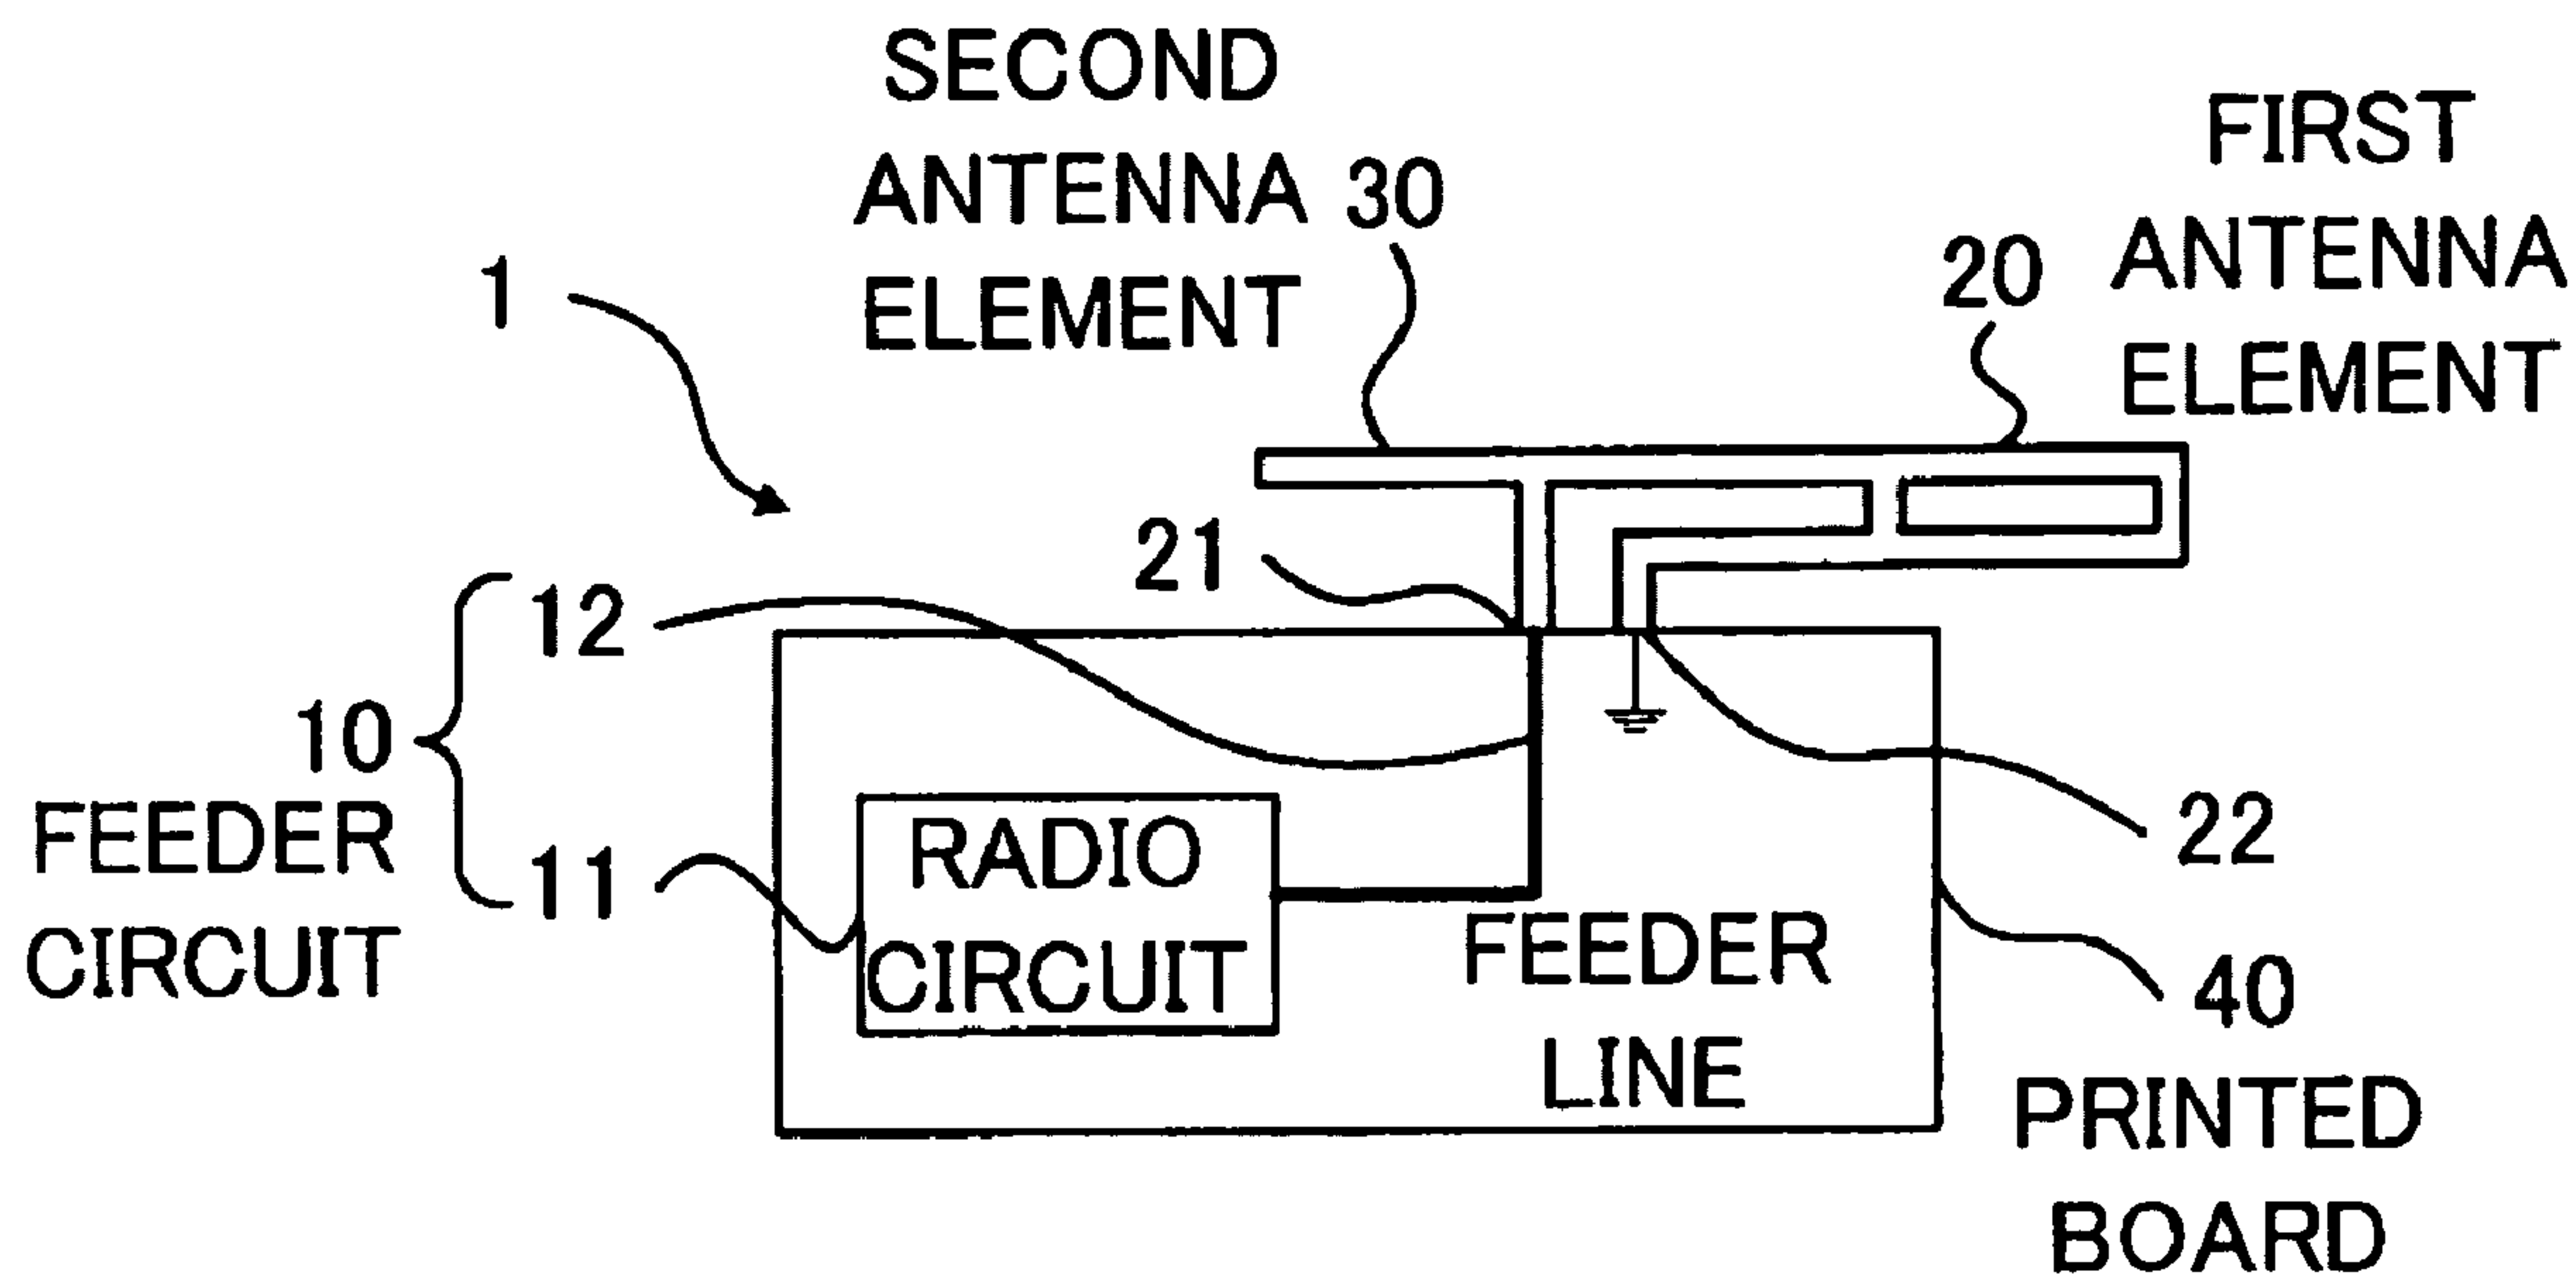 SECOND
ANTENNA 30
ELEMENT
FIRST
ANTENNA
ELEMENT
20
1
21
12
10
FEEDER
CIRCUIT
11
RADIO
CIRCUIT
FEEDER
LINE
22
40
PRINTED
BOARD